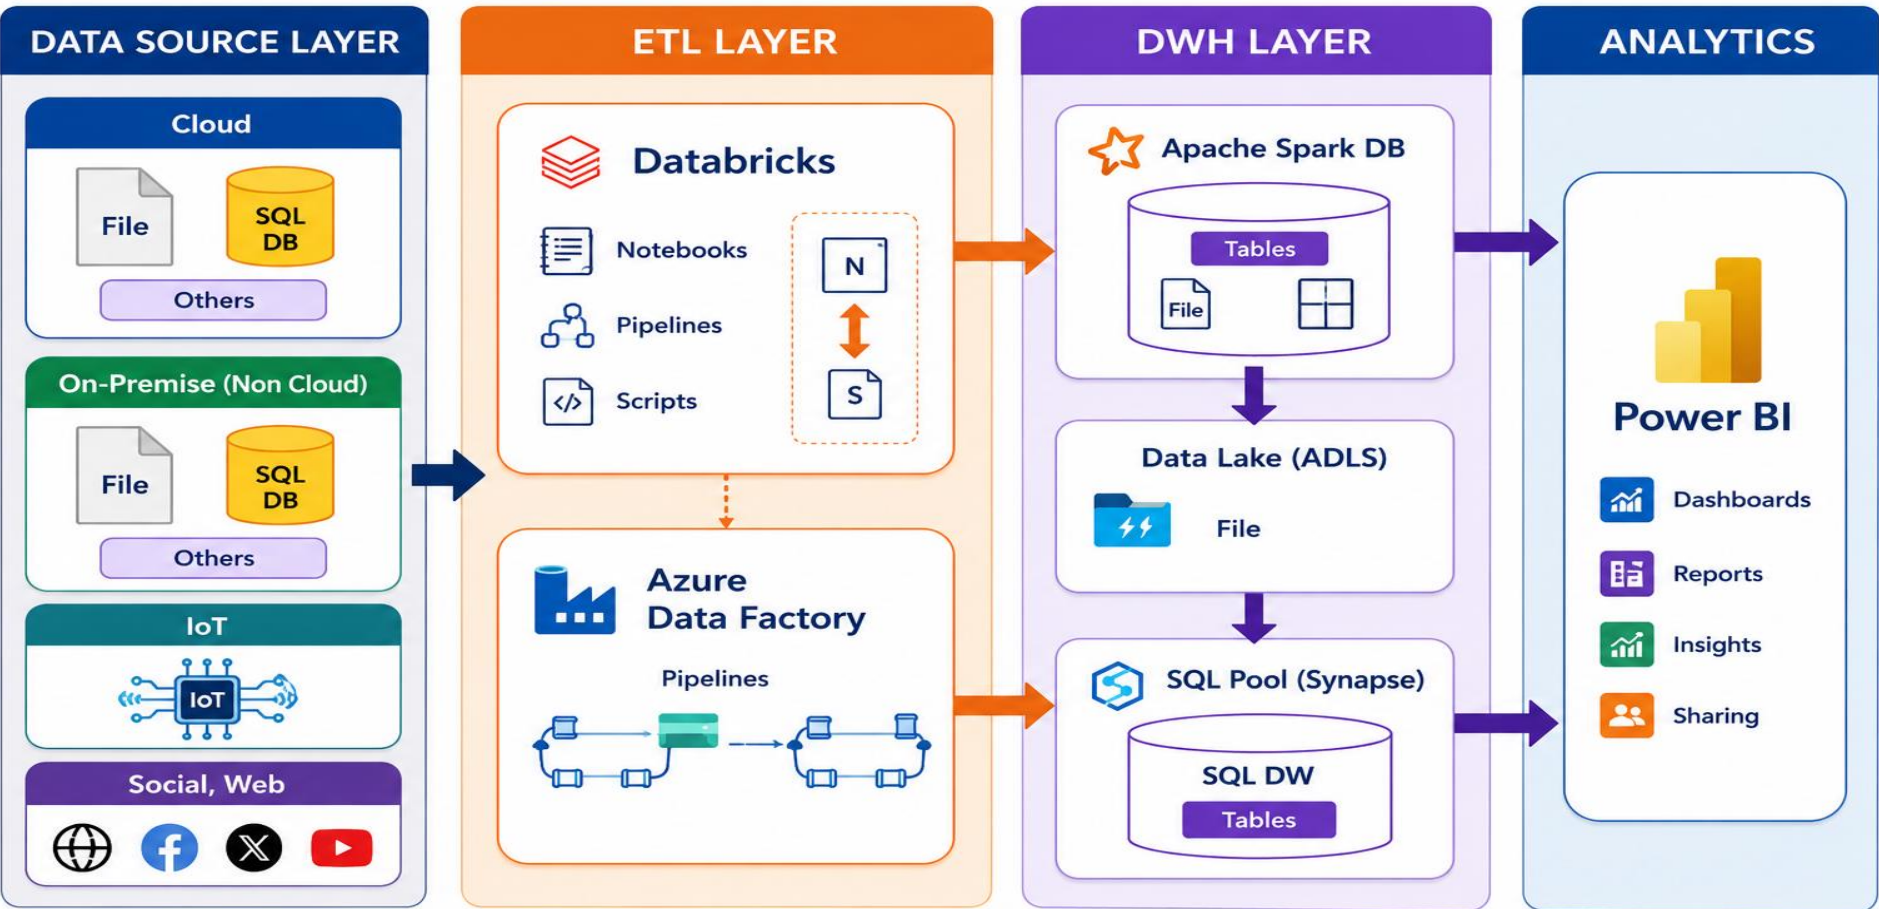 DATA SOURCE LAYER
Cloud
File
SQL
DB
Others
On-Premise (Non Cloud)
File
SQL
DB
Others
IoT
IoT
Social, Web
ETL LAYER
Databricks
Notebooks
Pipelines
</>
Scripts
N
S
Azure
Data Factory
Pipelines
DWH LAYER
Apache Spark DB
Tables
File
Data Lake (ADLS)
File
SQL Pool (Synapse)
SQL DW
Tables
ANALYTICS
Power BI
Dashboards
Reports
Insights
Sharing